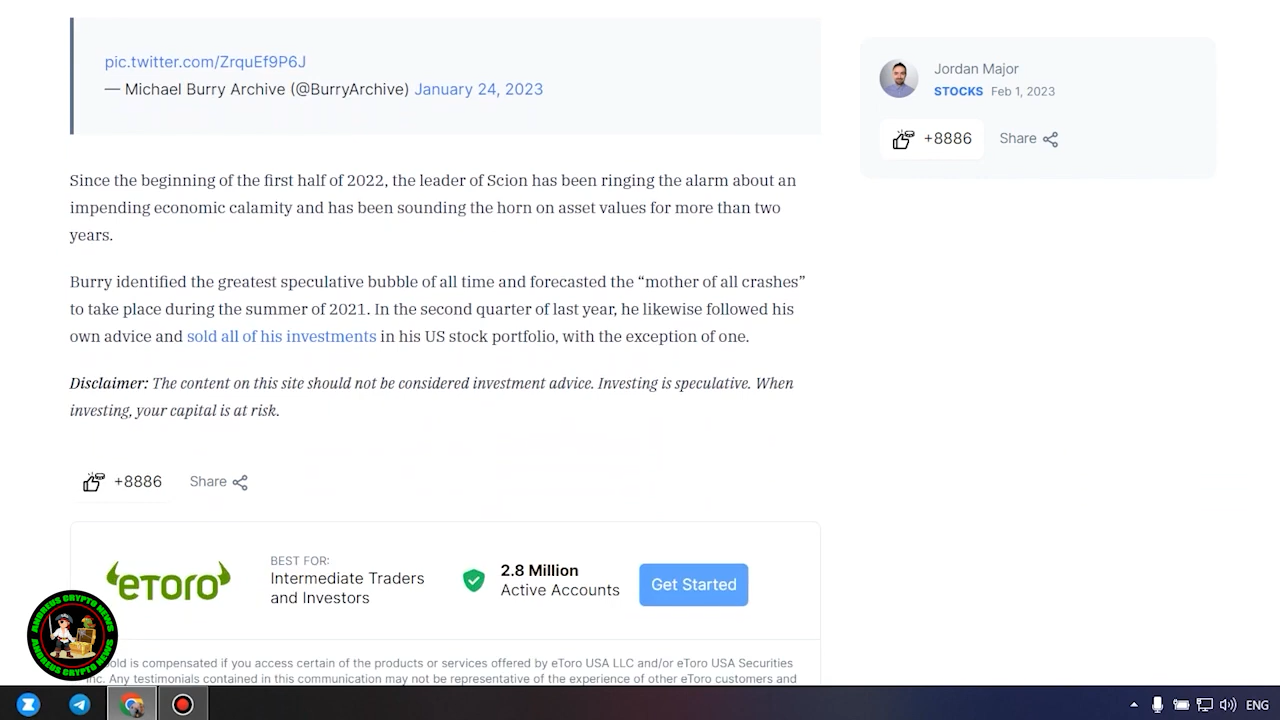 pic.twitter.com/ZrquEf9P6J
— Michael Burry Archive (@BurryArchive) January 24, 2023
Jordan Major
STOCKS Feb 1, 2023
+8886 Share
Since the beginning of the first half of 2022, the leader of Scion has been ringing the alarm about an
impending economic calamity and has been sounding the horn on asset values for more than two
years.
Burry identified the greatest speculative bubble of all time and forecasted the “mother of all crashes”
to take place during the summer of 2021. In the second quarter of last year, he likewise followed his
own advice and sold all of his investments in his US stock portfolio, with the exception of one.
Disclaimer: The content on this site should not be considered investment advice. Investing is speculative. When
investing, your capital is at risk.
+8886 Share
eToro
BEST FOR:
Intermediate Traders
and Investors
2.8 Million
Active Accounts
Get Started
is compensated if you access certain of the products or services offered by eToro USA LLC and/or eToro USA Securities
Inc. Any testimonials contained in this communication may not be representative of the experience of other eToro customers and
ANDREUS CRYPTO NEWS
ANDREUS CRYPTO NEWS
ENG